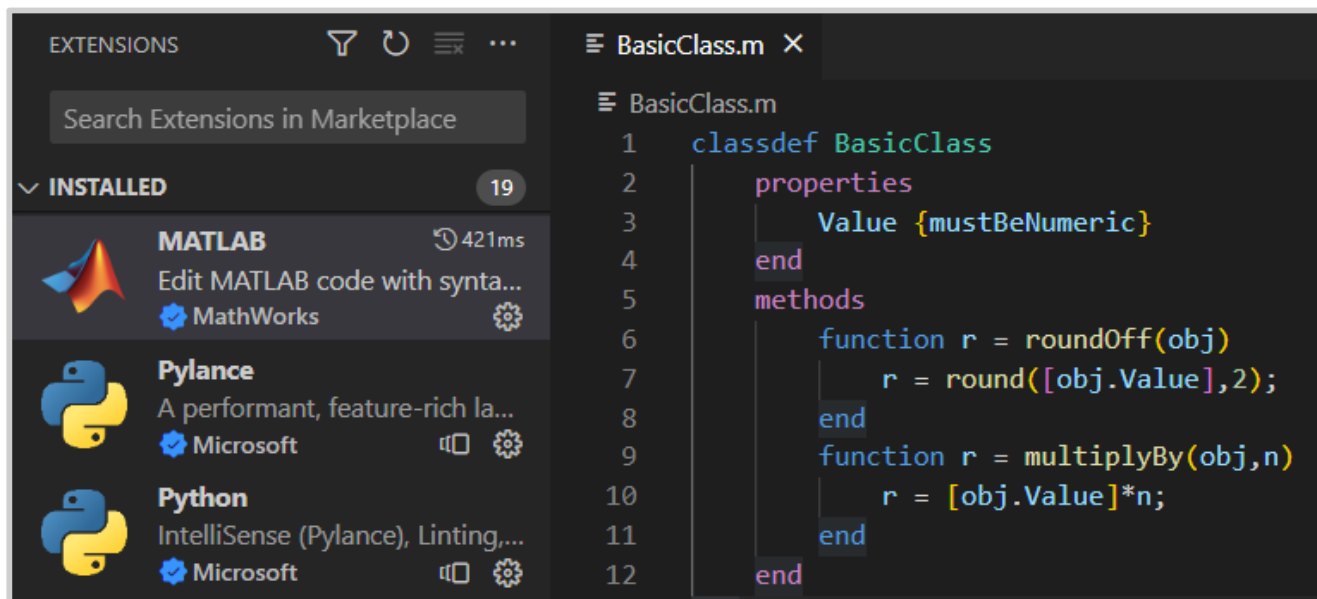 EXTENSIONS
Search Extensions in Marketplace
INSTALLED 19
MATLAB 421ms
Edit MATLAB code with synta...
MathWorks
Pylance
A performant, feature-rich la...
Microsoft
Python
IntelliSense (Pylance), Linting,...
Microsoft
BasicClass.m
BasicClass.m
1 classdef BasicClass
2 properties
3 Value {mustBeNumeric}
4 end
5 methods
6 function r = roundOff(obj)
7 r = round([obj.Value],2);
8 end
9 function r = multiplyBy(obj,n)
10 r = [obj.Value]*n;
11 end
12 end